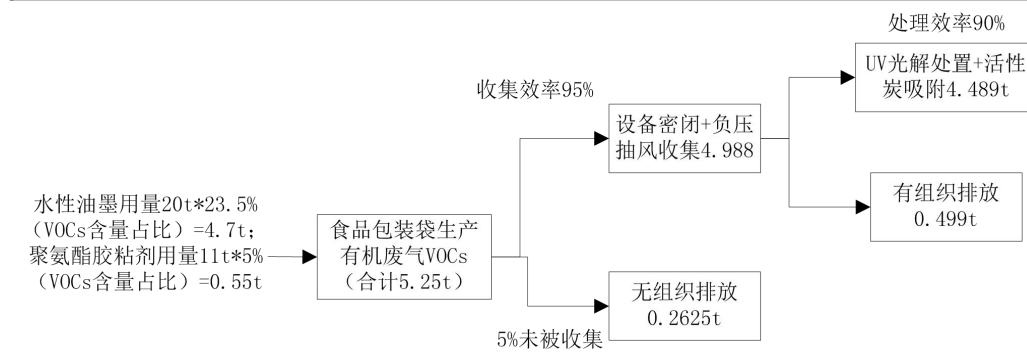 处理效率90%
UV光解处置+活性
炭吸附4.489t
收集效率95%
设备密闭+负压
抽风收集4.988
有组织排放
0.499t
水性油墨用量20t*23.5%
（VOCs含量占比）=4.7t；
聚氨酯胶粘剂用量11t*5%
（VOCs含量占比）=0.55t
食品包装袋生产
有机废气VOCs
（合计5.25t）
无组织排放
0.2625t
5%未被收集